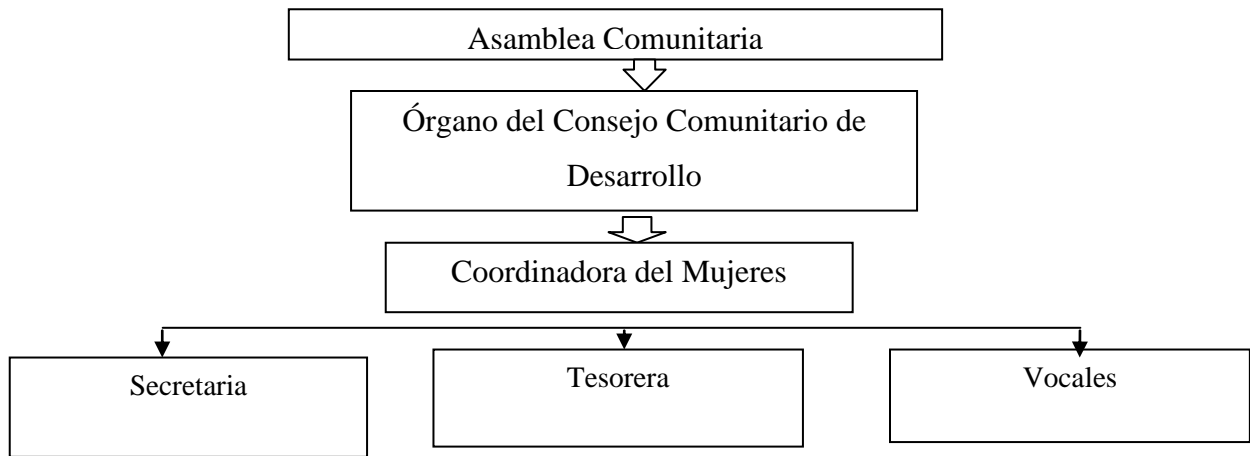 Asamblea Comunitaria
Órgano del Consejo Comunitario de
Desarrollo
Coordinadora del Mujeres
Secretaria
Tesorera
Vocales